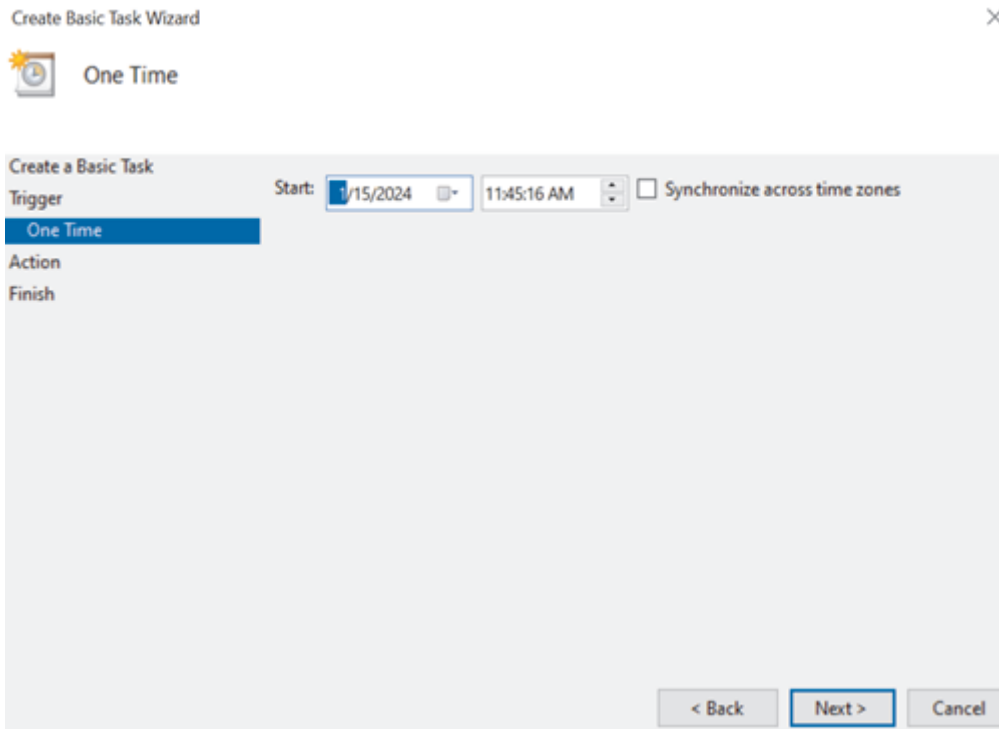 Create Basic Task Wizard
One Time
Create a Basic Task
Trigger
One Time
Action
Finish
Start: 1/15/2024 11:45:16 AM Synchronize across time zones
< Back Next > Cancel